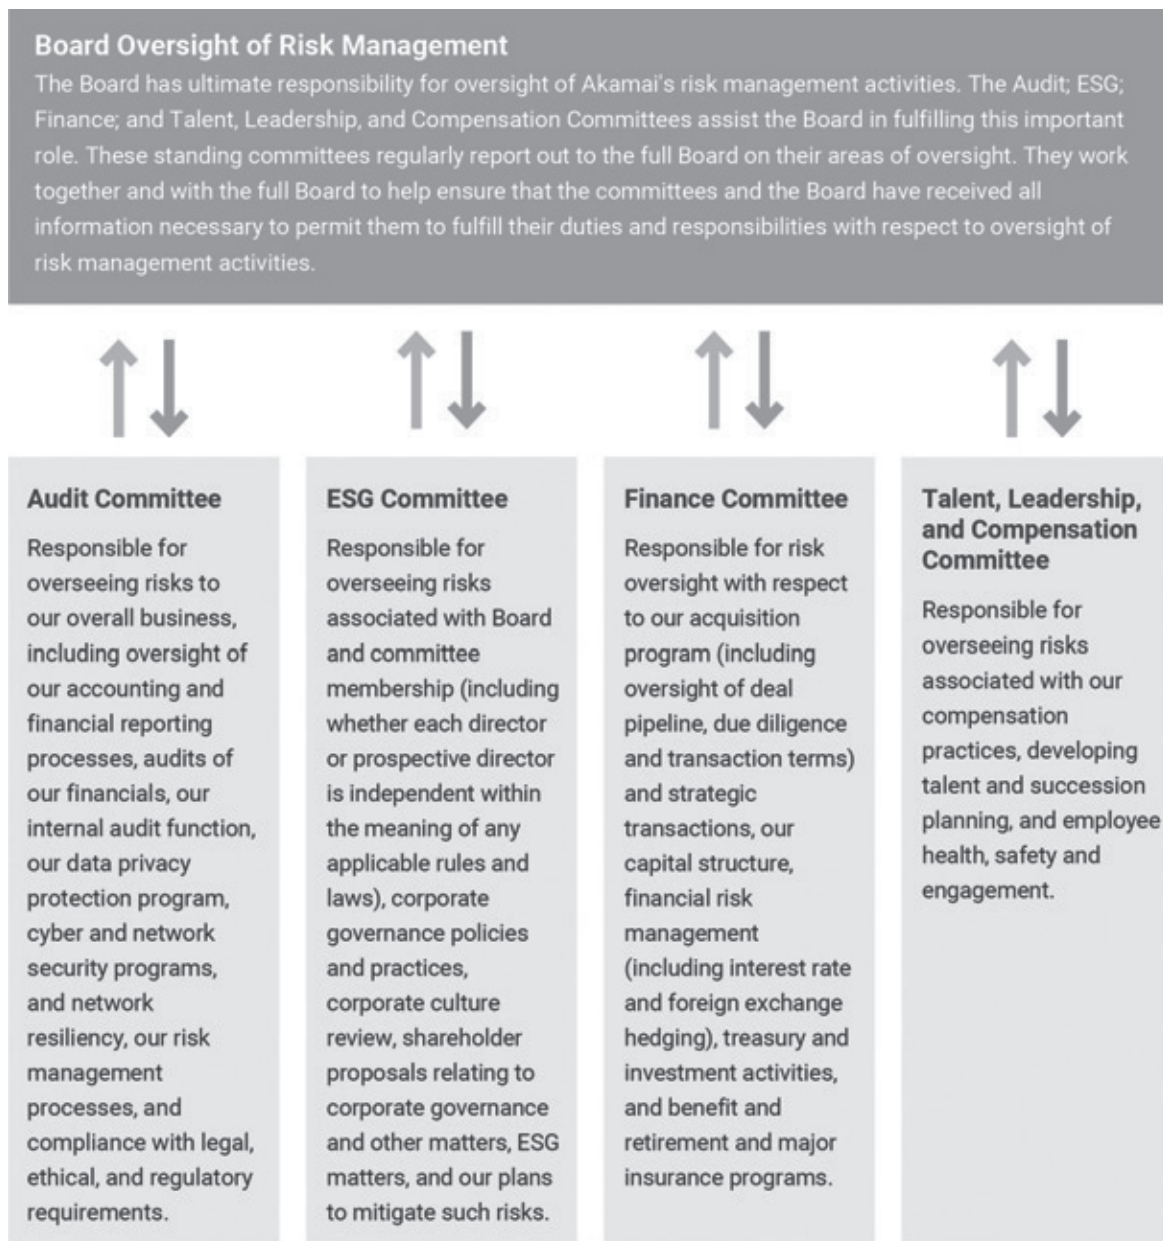 Board Oversight of Risk Management
The Board has ultimate responsibility for oversight of Akamai's risk management activities. The Audit; ESG;
Finance; and Talent, Leadership, and Compensation Committees assist the Board in fulfilling this important
role. These standing committees regularly report out to the full Board on their areas of oversight. They work
together and with the full Board to help ensure that the committees and the Board have received all
information necessary to permit them to fulfill their duties and responsibilities with respect to oversight of
risk management activities.
Audit Committee
Responsible for
overseeing risks to
our overall business,
including oversight of
our accounting and
financial reporting
processes, audits of
our financials, our
internal audit function,
our data privacy
protection program,
cyber and network
security programs,
and network
resiliency, our risk
management
processes, and
compliance with legal,
ethical, and regulatory
requirements.
ESG Committee
Responsible for
overseeing risks
associated with Board
and committee
membership (including
whether each director
or prospective director
is independent within
the meaning of any
applicable rules and
laws), corporate
governance policies
and practices,
corporate culture
review, shareholder
proposals relating to
corporate governance
and other matters, ESG
matters, and our plans
to mitigate such risks.
Finance Committee
Responsible for risk
oversight with respect
to our acquisition
program (including
oversight of deal
pipeline, due diligence
and transaction terms)
and strategic
transactions, our
capital structure,
financial risk
management
(including interest rate
and foreign exchange
hedging), treasury and
investment activities,
and benefit and
retirement and major
insurance programs.
Talent, Leadership,
and Compensation
Committee
Responsible for
overseeing risks
associated with our
compensation
practices, developing
talent and succession
planning, and employee
health, safety and
engagement.